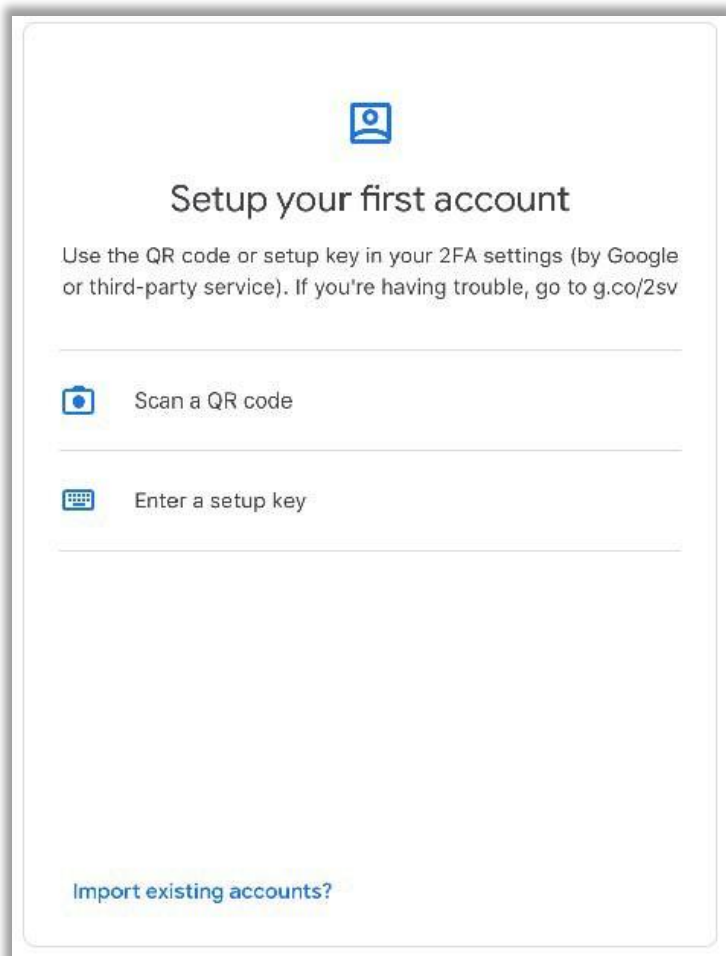 Setup your first account
Use the QR code or setup key in your 2FA settings (by Google
or third-party service). If you're having trouble, go to g.co/2sv
Scan a QR code
Enter a setup key
Import existing accounts?